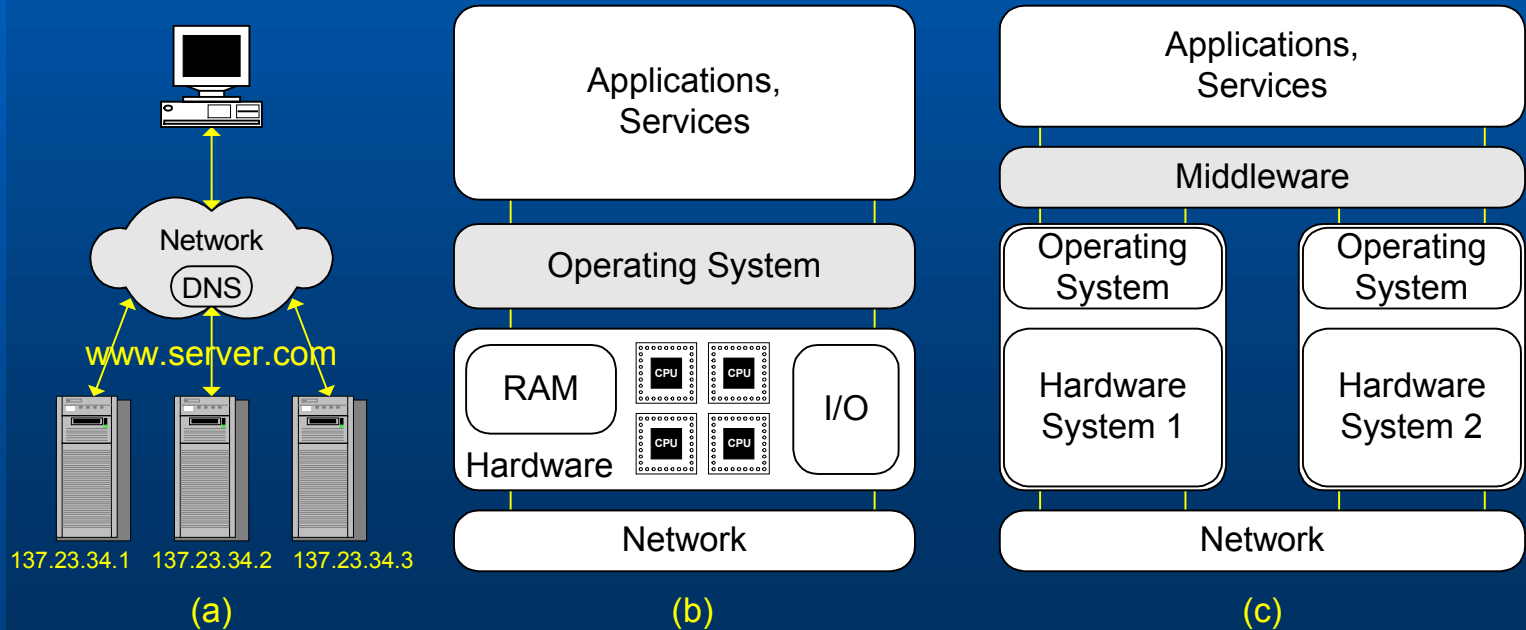 Network
DNS
www.server.com
137.23.34.1
137.23.34.2
137.23.34.3
(a)
Applications,
Services
Operating System
RAM
CPU
CPU
CPU
CPU
I/O
Hardware
Network
(b)
Applications,
Services
Middleware
Operating
System
Hardware
System 1
Operating
System
Hardware
System 2
Network
(c)